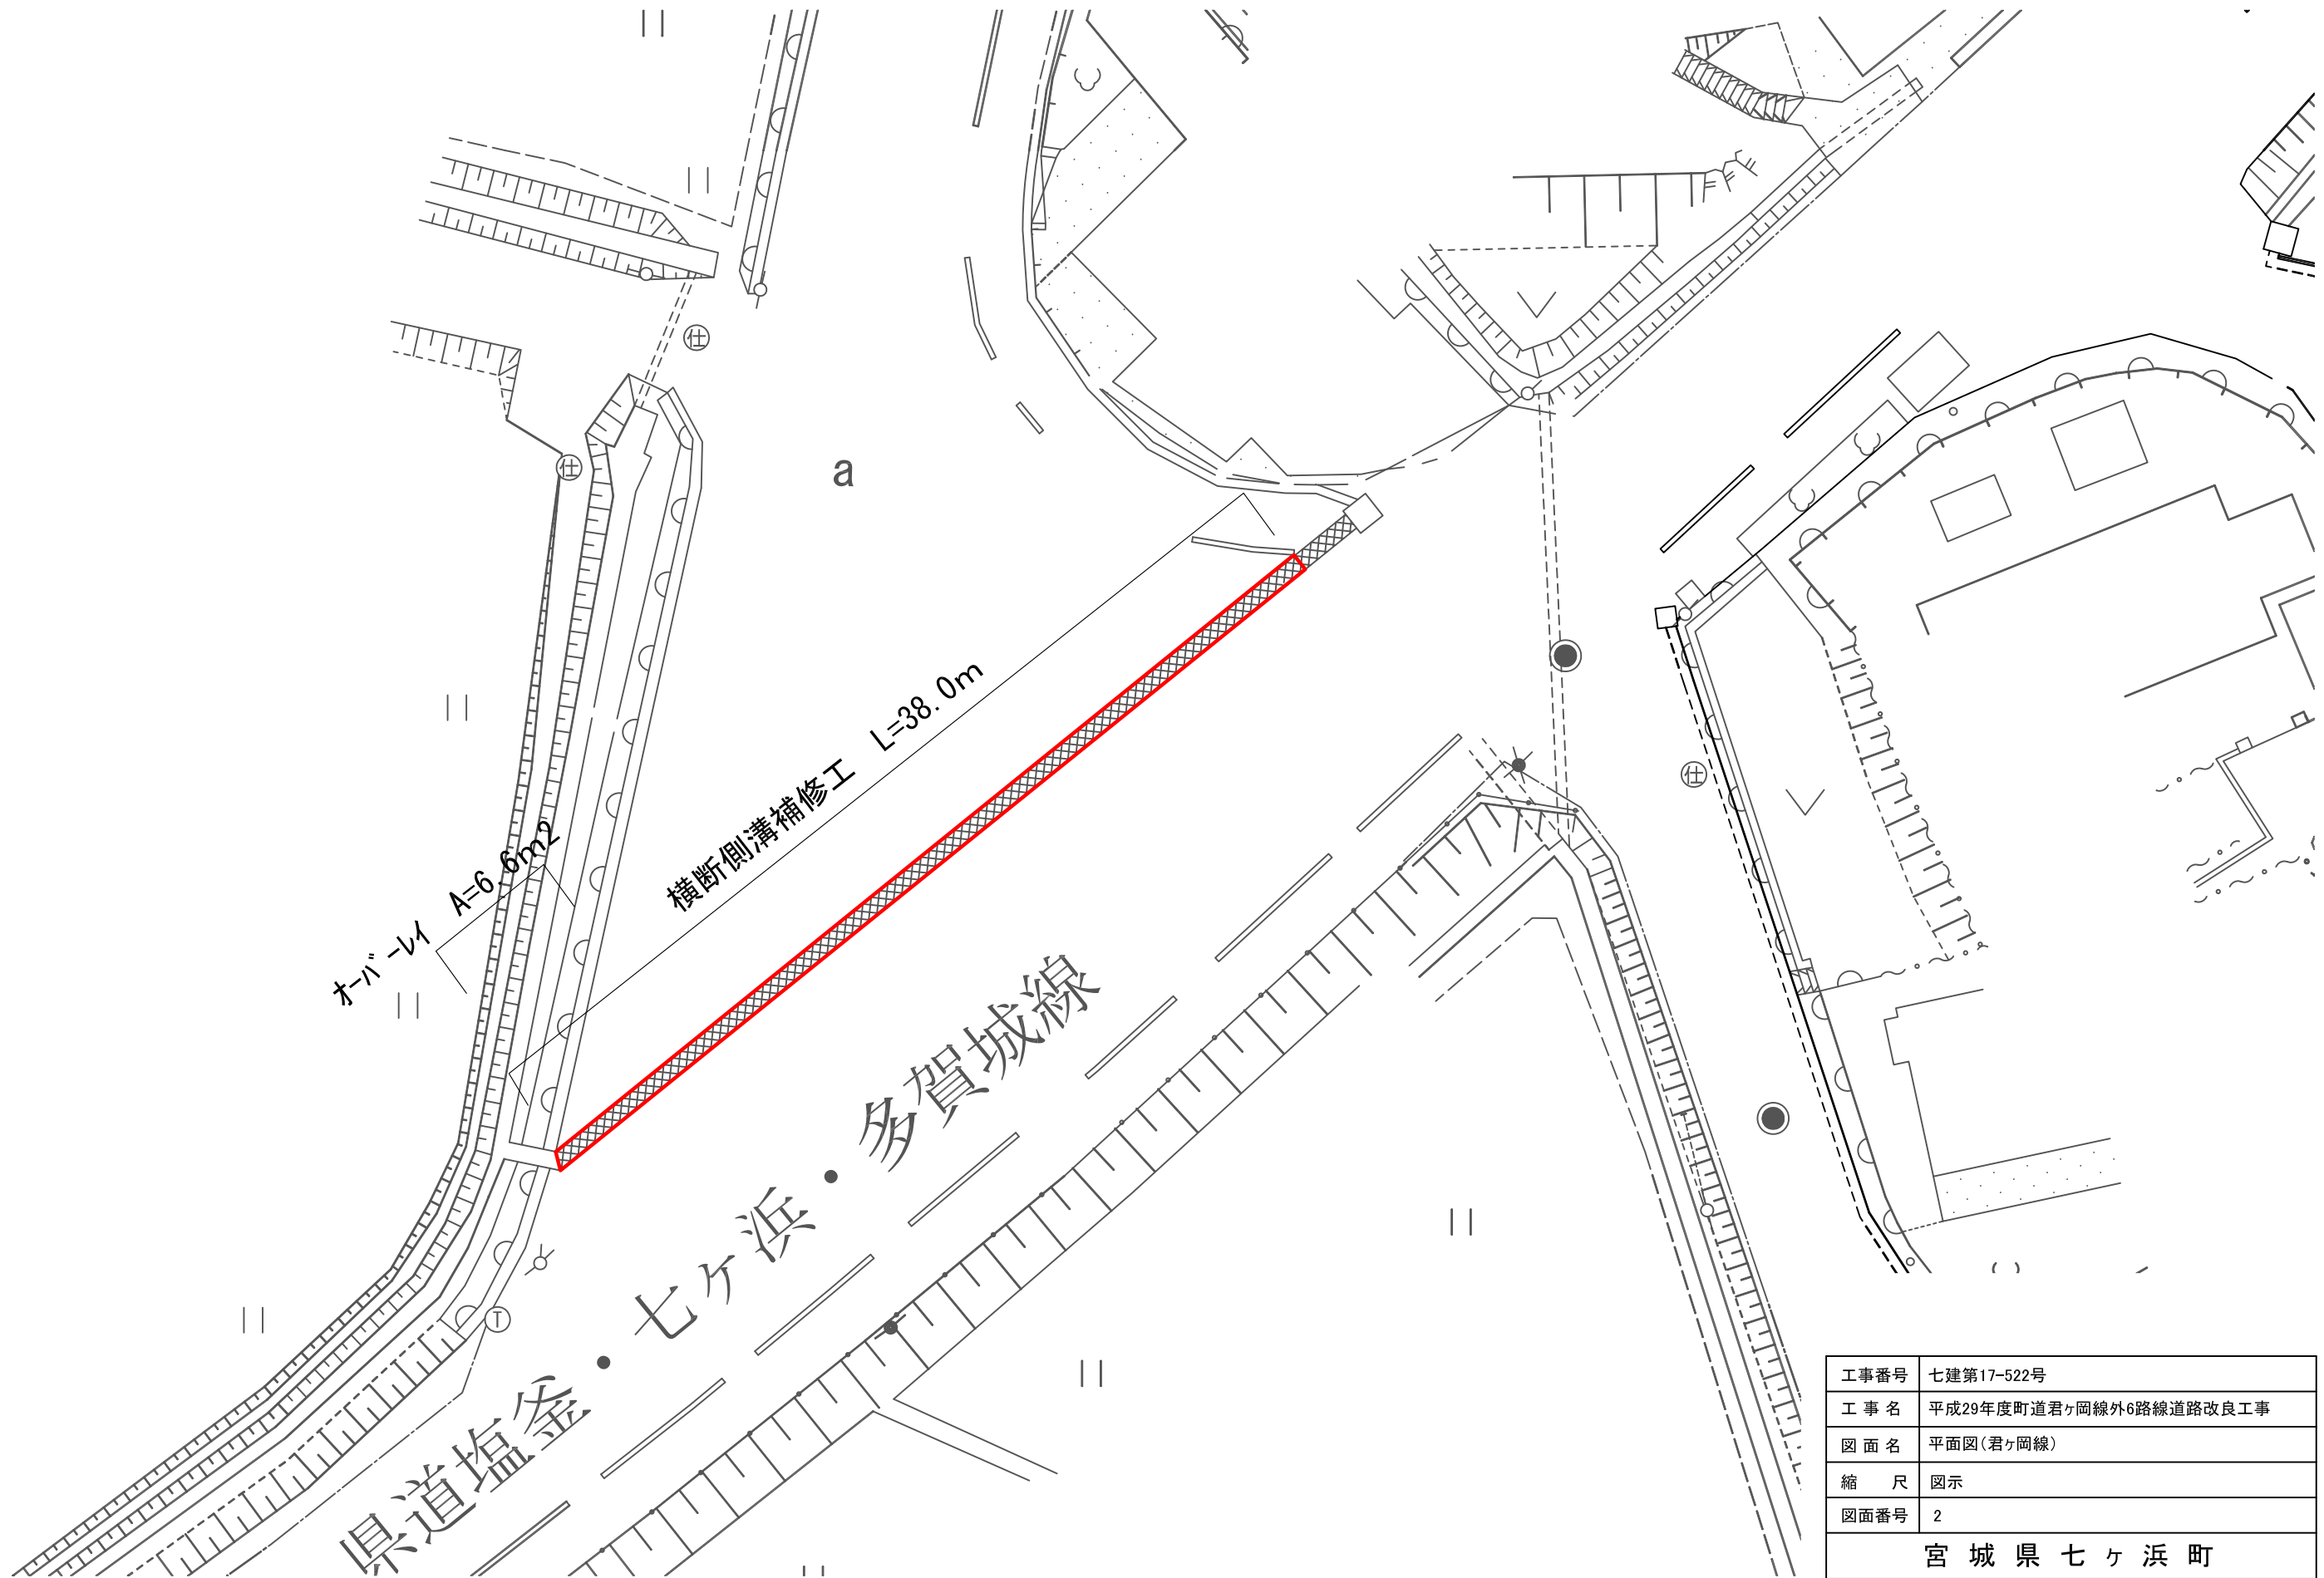 仕
仕
a
横断側溝補修工　L=38.0m
仕
オーバーレイ　A=6.6m2
県道塩釜・七ヶ浜・多賀城線
T
工事番号 七建第17-522号
工事名 平成29年度町道君ヶ岡線外6路線道路改良工事
図面名 平面図(君ヶ岡線)
縮　尺 図示
図面番号 2
宮城県七ヶ浜町